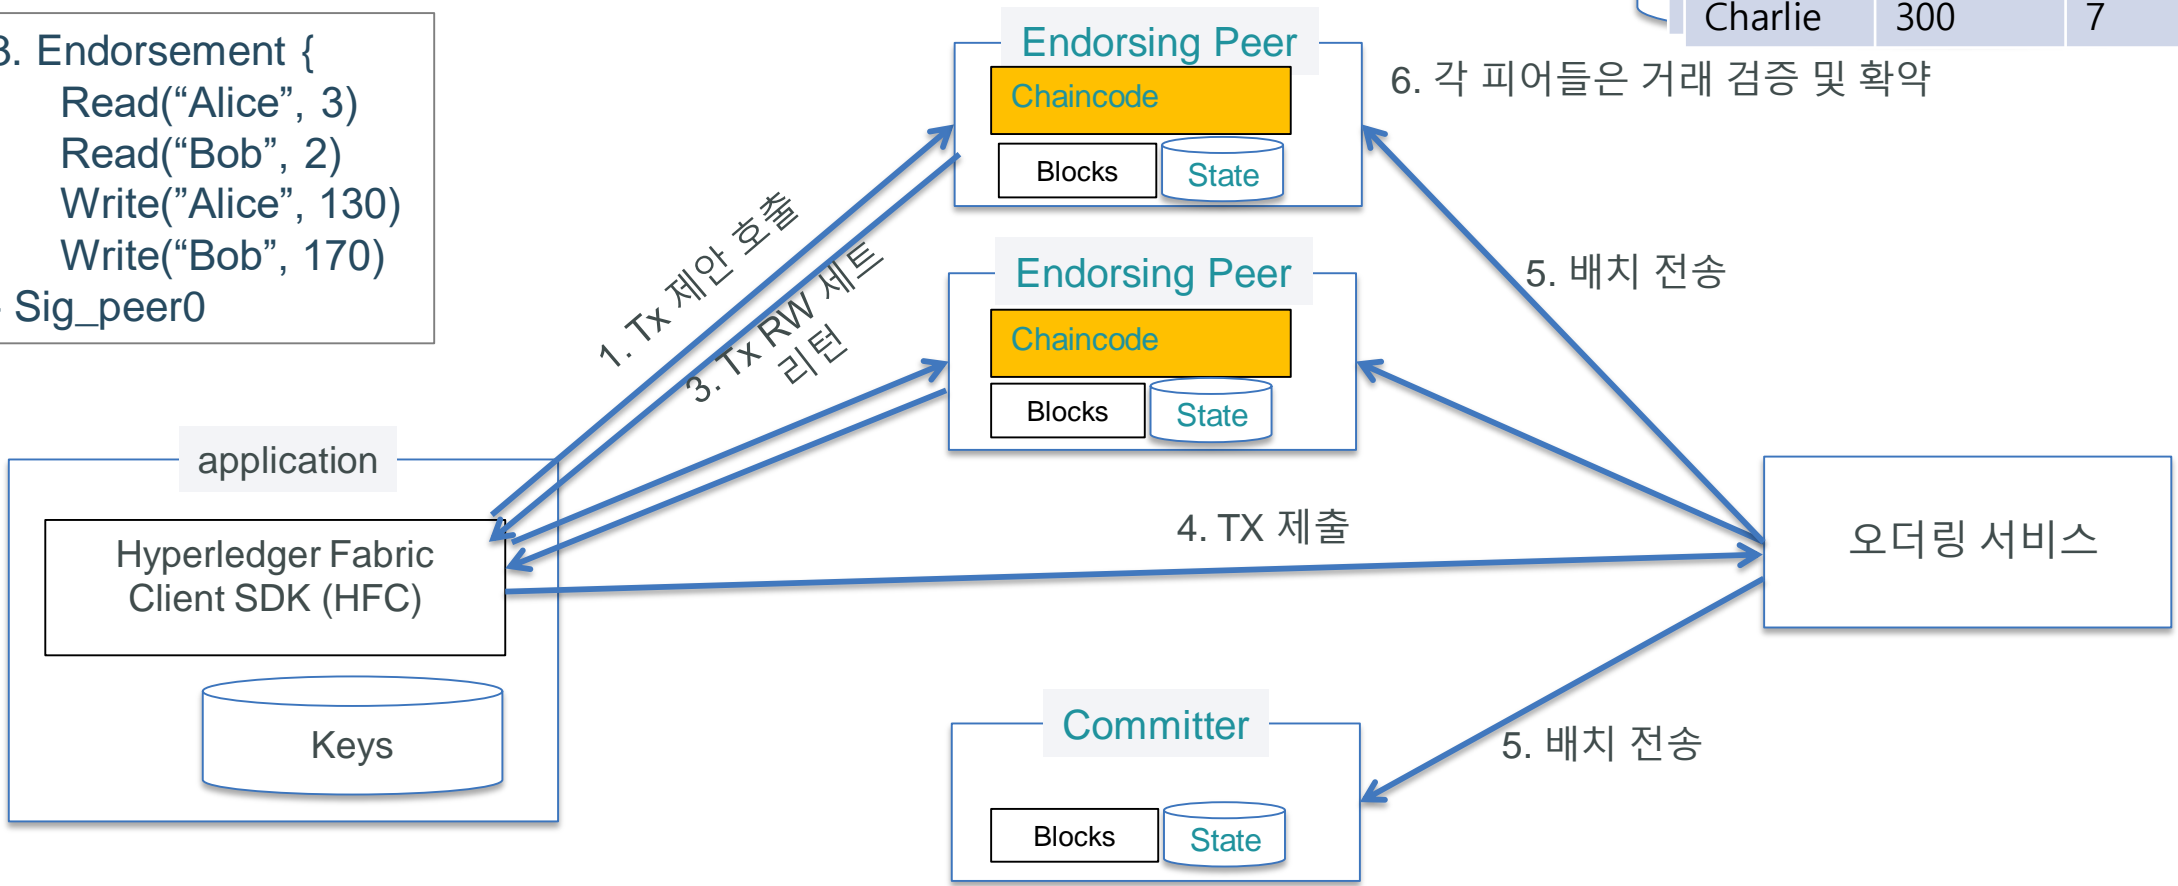 3. Endorsement {
Read(“Alice”, 3)
Read(“Bob”, 2)
Write(”Alice”, 130)
Write(“Bob”, 170)
Sig_peer0
Endorsing Peer
Chaincode
Blocks
State
Charlie 300 7
6. 각 피어들은 거래 검증 및 확약
1. Tx 제안 호출
3. Tx RW 세트
리턴
Endorsing Peer
Chaincode
Blocks
State
5. 배치 전송
application
Hyperledger Fabric
Client SDK (HFC)
Keys
4. TX 제출
오더링 서비스
Committer
Blocks
State
5. 배치 전송